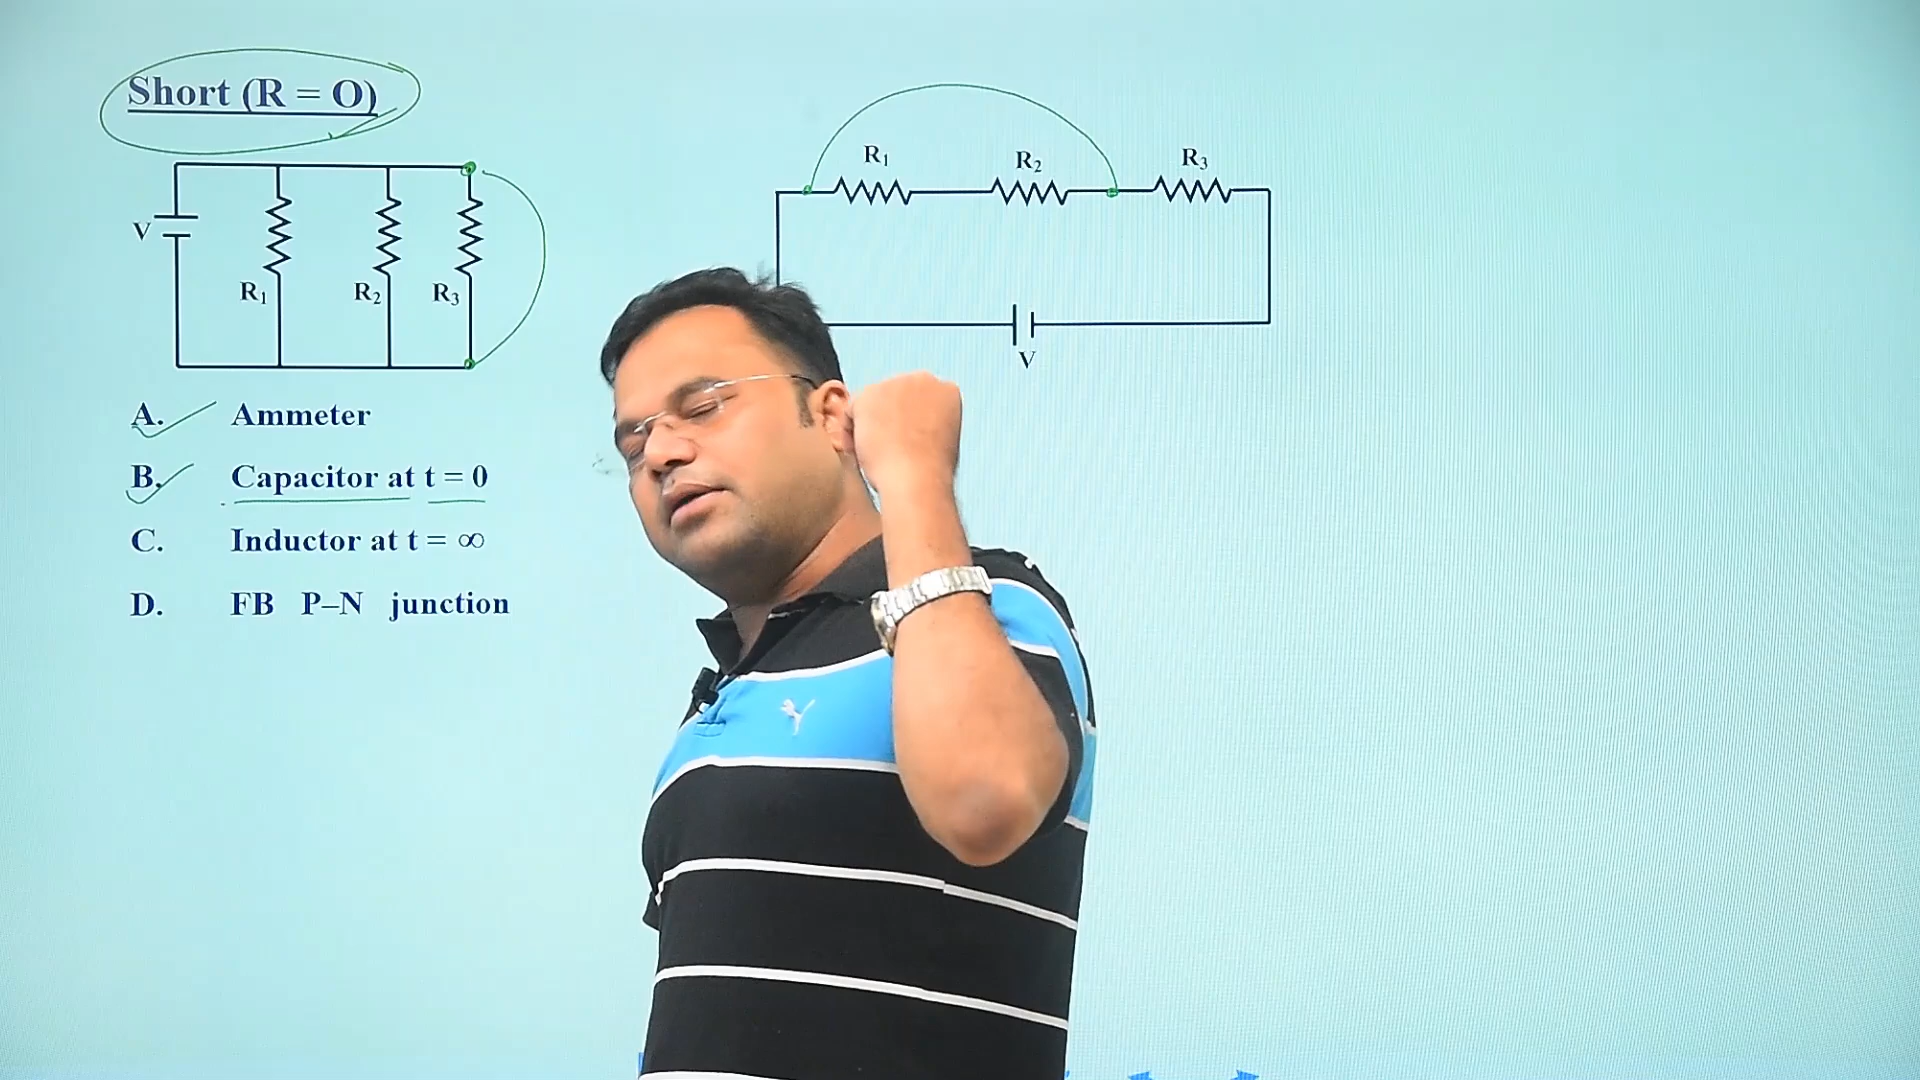 Short (R = O)
V
R₁
R₂
R₃
R₁
R₂
R₃
V
A. Ammeter
B. Capacitor at t = 0
C. Inductor at t = ∞
D. FB P–N junction